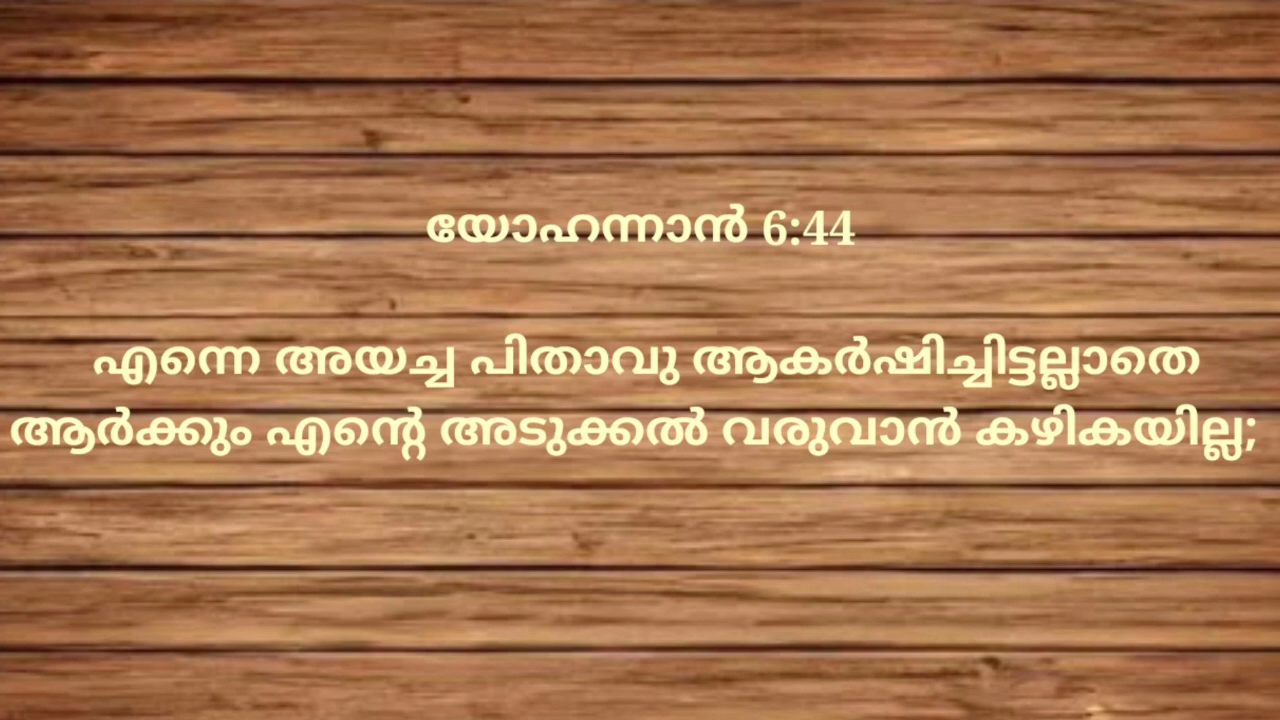 യോഹന്നാൻ 6:44
എന്നെ അയച്ച പിതാവു ആകർഷിച്ചിട്ടല്ലാതെ
ആർക്കും എന്റെ അടുക്കൽ വരുവാൻ കഴികയില്ല;